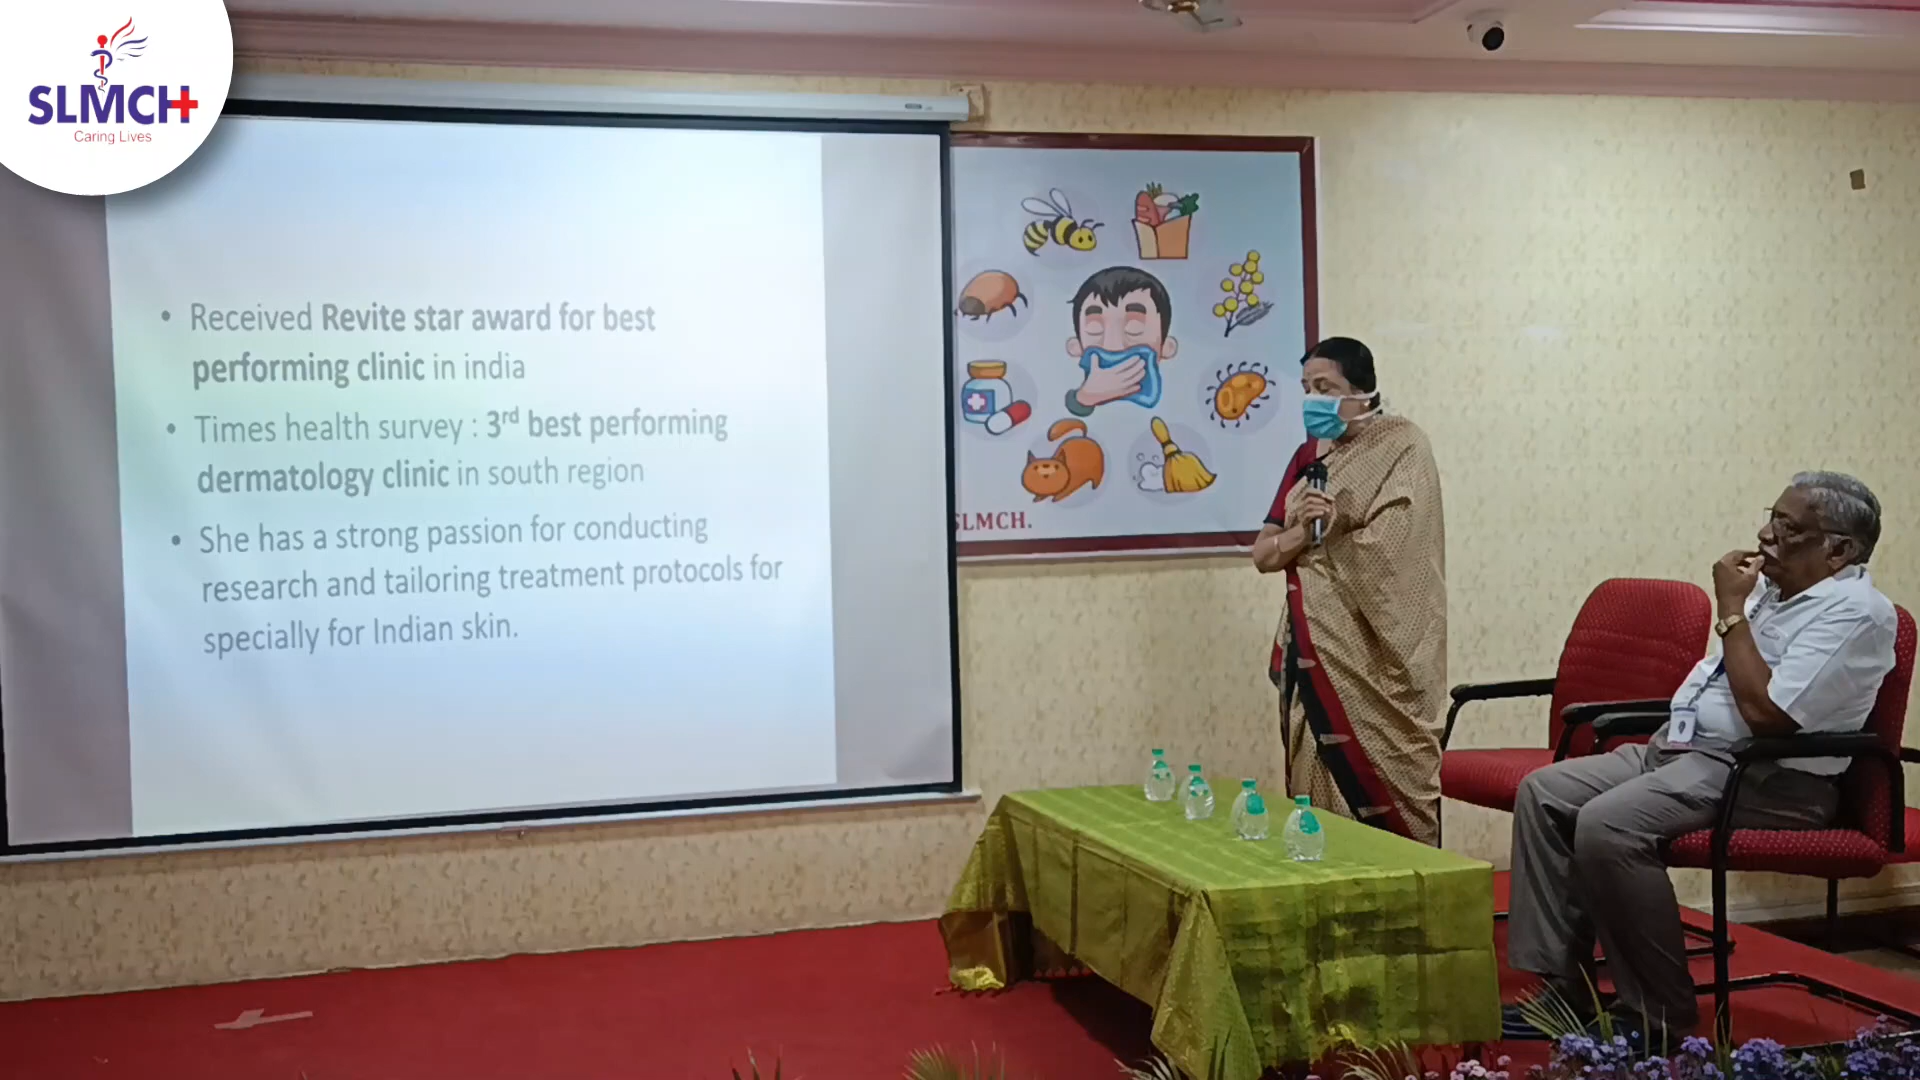 SLMCH
Caring Lives
• Received Revite star award for best
performing clinic in india
• Times health survey : 3rd best performing
dermatology clinic in south region
• She has a strong passion for conducting
research and tailoring treatment protocols for
specially for Indian skin.
SLMCH.